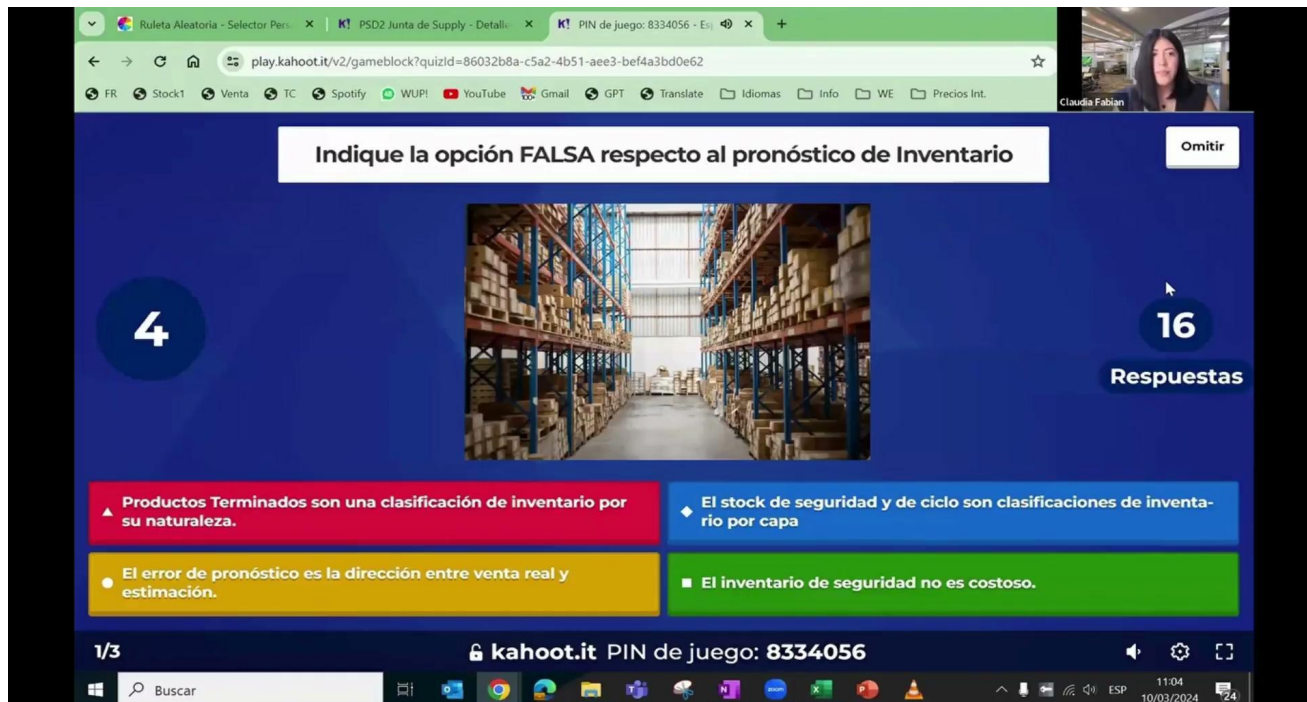 Ruleta Aleatoria - Selector Pers
K! PSD2 Junta de Supply - Detalle
K! PIN de juego: 8334056 - Es
play.kahoot.it/v2/gameblock?quizId=86032b8a-c5a2-4b51-aee3-bef4a3bd0e62
FR Stock1 Venta TC Spotify WUP! YouTube Gmail GPT Translate Idiomas Info WE Precios Int.
Claudia Fabian
Indique la opción FALSA respecto al pronóstico de Inventario
Omitir
4
16
Respuestas
Productos Terminados son una clasificación de inventario por
su naturaleza.
El stock de seguridad y de ciclo son clasificaciones de inventa-
rio por capa
El error de pronóstico es la dirección entre venta real y
estimación.
El inventario de seguridad no es costoso.
1/3
kahoot.it PIN de juego: 8334056
Buscar
zoom
ESP
11:04
10/03/2024
24